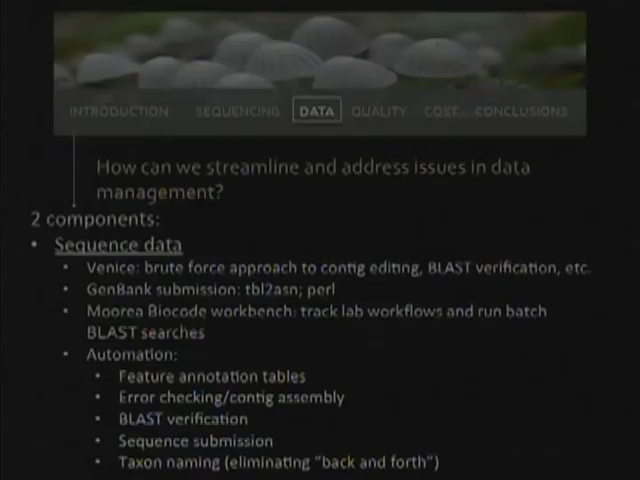 INTRODUCTION SEQUENCING DATA QUALITY COST CONCLUSIONS
How can we streamline and address issues in data
management?
2 components:
• Sequence data
• Venice: brute force approach to contig editing, BLAST verification, etc.
• GenBank submission: tbl2asn; perl
• Moorea Biocode workbench: track lab workflows and run batch
BLAST searches
• Automation:
• Feature annotation tables
• Error checking/contig assembly
• BLAST verification
• Sequence submission
• Taxon naming (eliminating "back and forth")